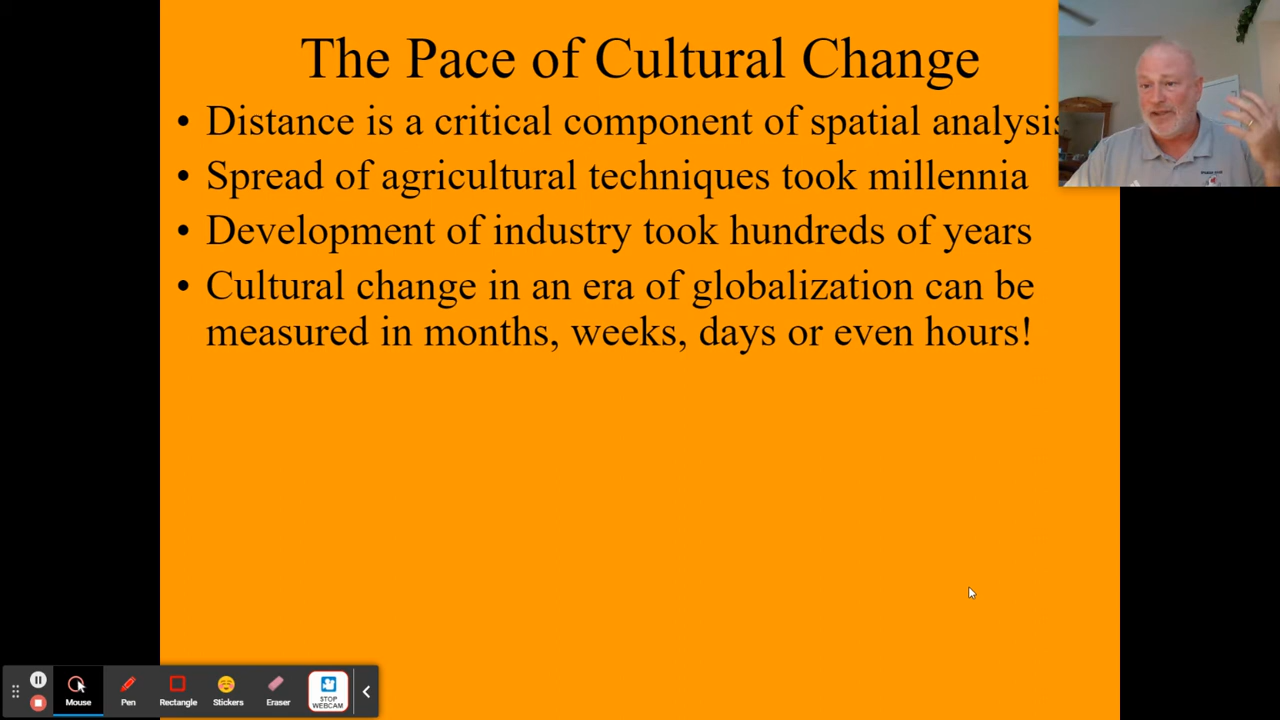 The Pace of Cultural Change
• Distance is a critical component of spatial analysis
• Spread of agricultural techniques took millennia
• Development of industry took hundreds of years
• Cultural change in an era of globalization can be
measured in months, weeks, days or even hours!
Mouse
Pen
Rectangle
Stickers
Eraser
STOP
WEBCAM